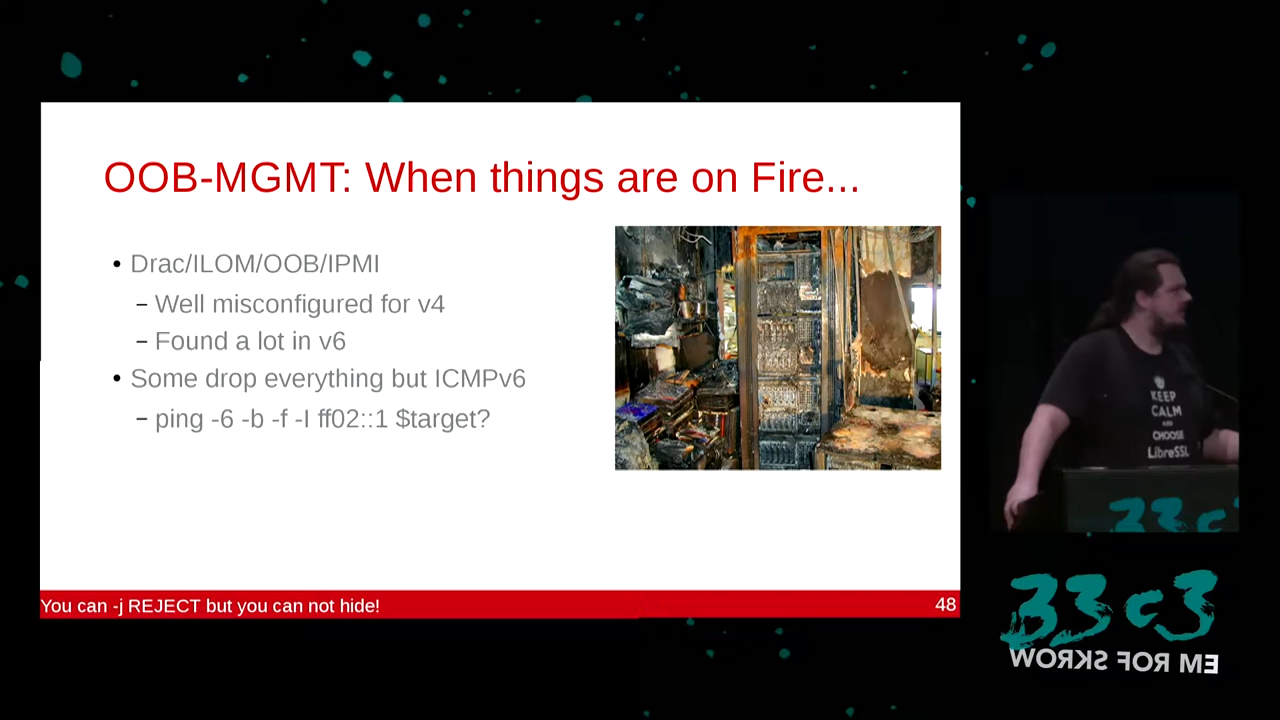 OOB-MGMT: When things are on Fire...
• Drac/ILOM/OOB/IPMI
– Well misconfigured for v4
– Found a lot in v6
• Some drop everything but ICMPv6
– ping -6 -b -f -I ff02::1 $target?
You can -j REJECT but you can not hide!
48
KEEP
CALM
AND
CHOOSE
LibreSSL
33c3
33c3
WORKS FOR ME